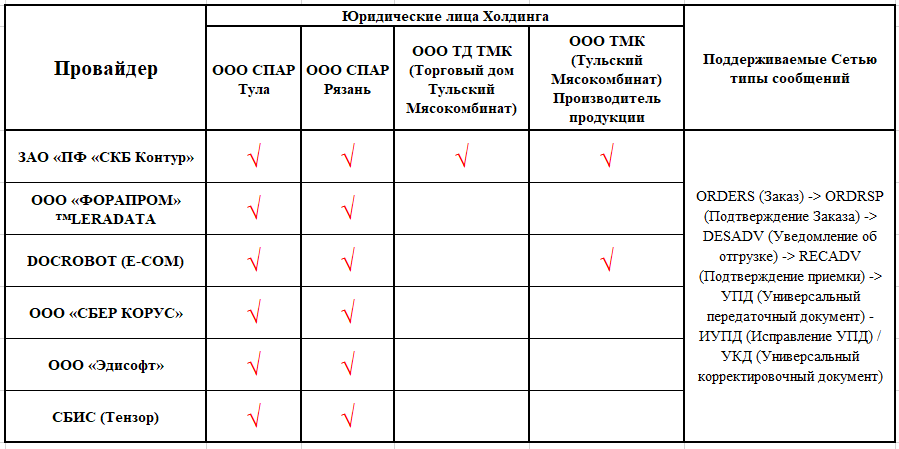 Провайдер
Юридические лица Холдинга
ООО СПАР
Тула
ООО СПАР
Рязань
ООО ТД ТМК
(Торговый дом
Тульский
Мясокомбинат)
ООО ТМК
(Тульский
Мясокомбинат)
Производитель
продукции
Поддерживаемые Сетью
типы сообщений
ЗАО «ПФ «СКБ Контур»
√ √ √ √
ООО «ФОРАПРОМ»
™LERADATA
√ √
DOCROBOT (E-COM)
√ √ √
ООО «СБЕР КОРУС»
√ √
ООО «Эдисофт»
√ √
СБИС (Тензор)
√ √
ORDERS (Заказ) -> ORDRSP
(Подтверждение Заказа) ->
DESADV (Уведомление об
отгрузке) -> RECADV
(Подтверждение приемки) ->
УПД (Универсальный
передаточный документ) -
ИУПД (Исправление УПД) /
УКД (Универсальный
корректировочный документ)